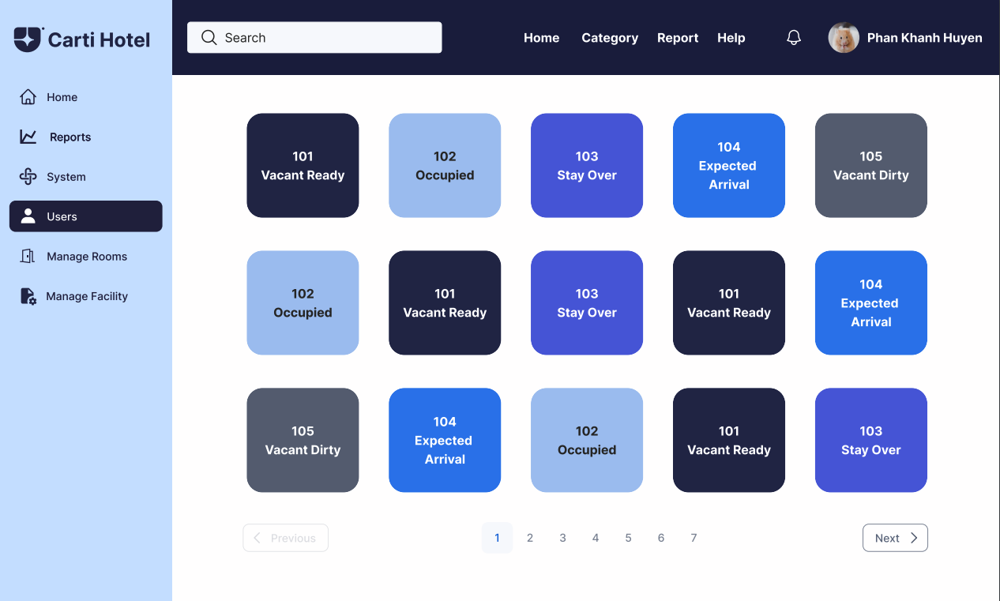 Carti Hotel
Search
Home
Category
Report
Help
Phan Khanh Huyen
Home
Reports
System
Users
Manage Rooms
Manage Facility
101
Vacant Ready
102
Occupied
103
Stay Over
104
Expected
Arrival
105
Vacant Dirty
102
Occupied
101
Vacant Ready
103
Stay Over
101
Vacant Ready
104
Expected
Arrival
105
Vacant Dirty
104
Expected
Arrival
102
Occupied
101
Vacant Ready
103
Stay Over
Previous
1 2 3 4 5 6 7
Next